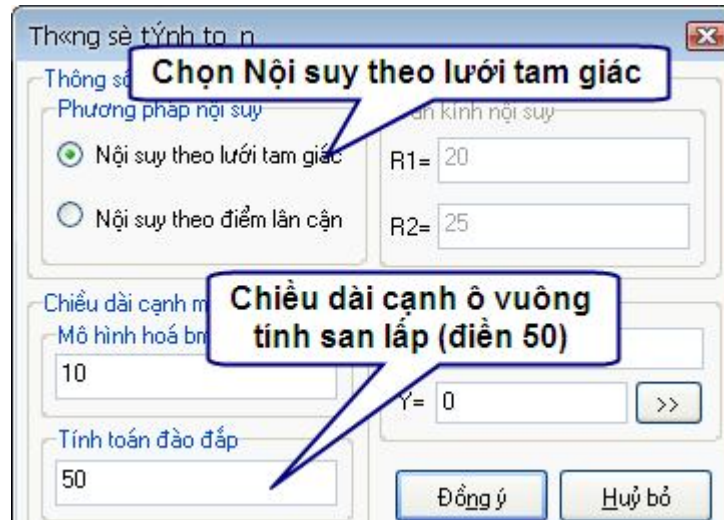 Th«ng sè tÝnh to n
Chọn Nội suy theo lưới tam giác
Thông số
Phương pháp nội suy
kính nội suy
Nội suy theo lưới tam giác
R1= 20
Nội suy theo điểm lân cận
R2= 25
Chiều dài cạnh ô vuông
tính san lấp (điền 50)
Chiều dài cạnh
Mô hình hoá
10
Y= 0
>>
Tính toán đào đắp
50
Đồng ý
Huỷ bỏ